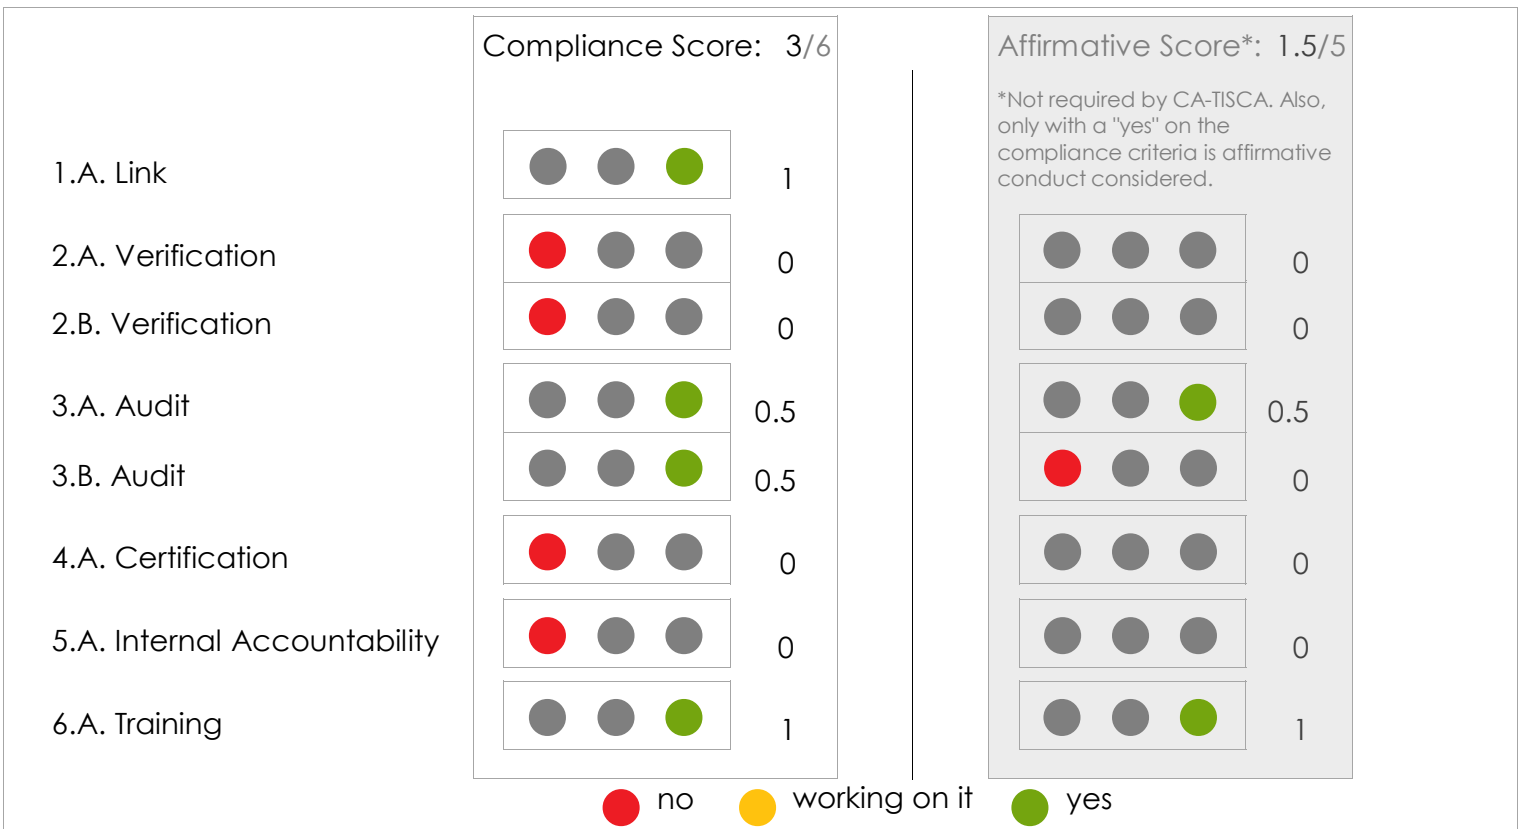 Compliance Score: 3/6
Affirmative Score*: 1.5/5
*Not required by CA-TISCA. Also,
only with a "yes" on the
compliance criteria is affirmative
conduct considered.
1.A. Link 1
2.A. Verification 0 0
2.B. Verification 0 0
3.A. Audit 0.5 0.5
3.B. Audit 0.5 0
4.A. Certification 0 0
5.A. Internal Accountability 0 0
6.A. Training 1 1
no working on it yes